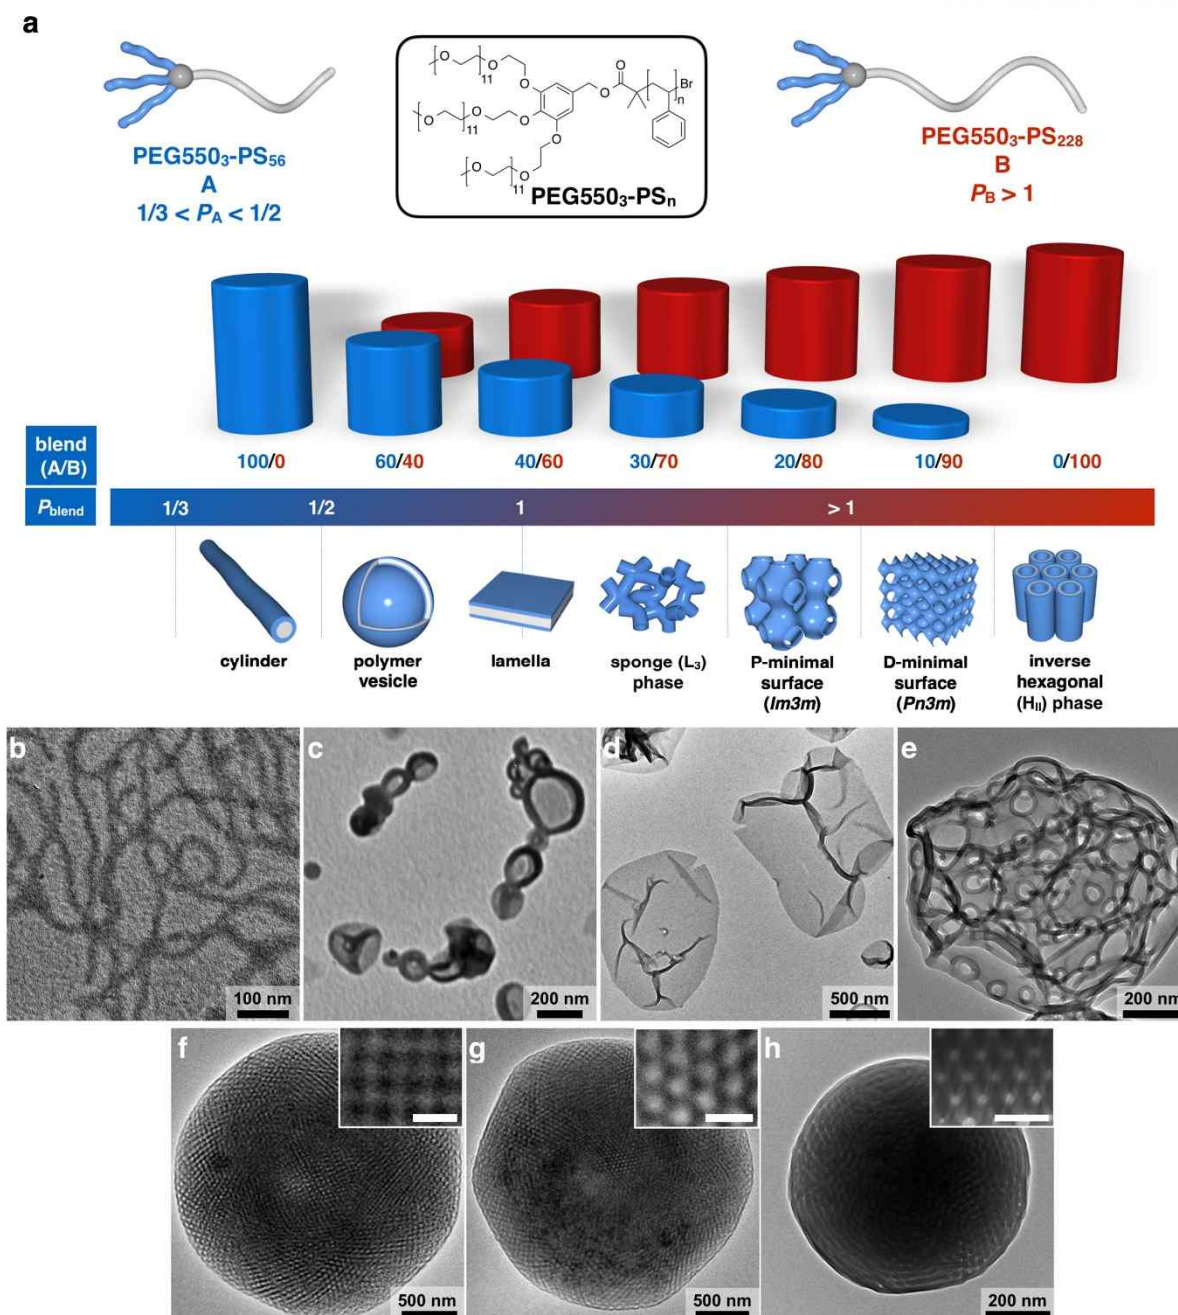 a
PEG550₃-PS₅₆
A
1/3 < P_A < 1/2
O
11
O
O
O
11
O
O
O
11
O
O
O
O
Br
n
PEG550₃-PSₙ
PEG550₃-PS₂₂₈
B
P_B > 1
blend
(A/B)
100/0 60/40 40/60 30/70 20/80 10/90 0/100
P_blend 1/3 1/2 1 > 1
cylinder
polymer
vesicle
lamella
sponge (L₃)
phase
P-minimal
surface
(Im3m)
D-minimal
surface
(Pn3m)
inverse
hexagonal
(H_II) phase
b
100 nm
c
200 nm
d
500 nm
e
200 nm
f
500 nm
g
500 nm
h
200 nm